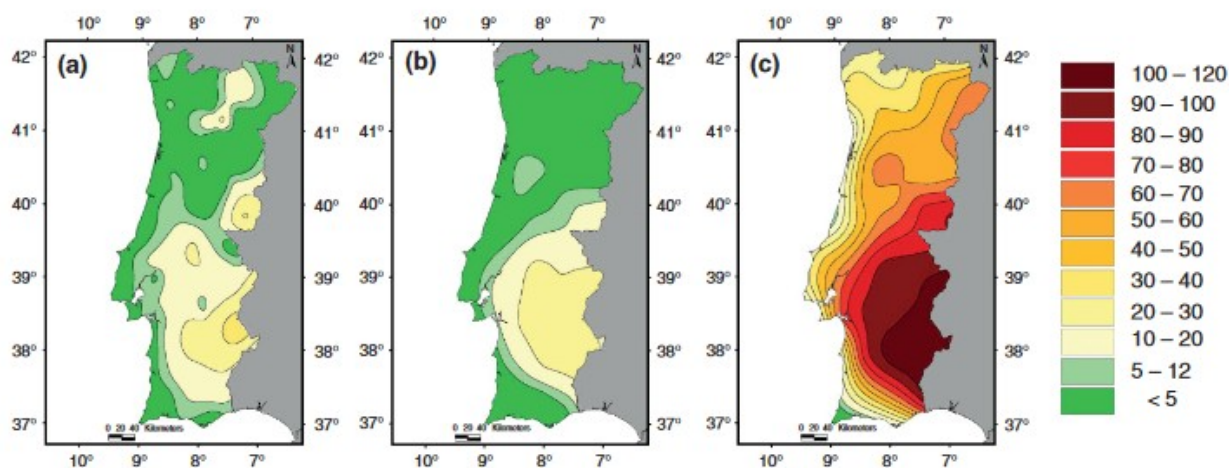 10° 9° 8° 7° 10° 9° 8° 7° 10° 9° 8° 7°
(a) N (b) N (c) N
42° 42° 42° 42° 42° 42°
41° 41° 41° 41° 41° 41°
40° 40° 40° 40° 40° 40°
39° 39° 39° 39° 39° 39°
38° 38° 38° 38° 38° 38°
37° 37° 37° 37° 37° 37°
0 20 40 Kilometers 0 20 40 Kilometers 0 20 40 Kilometers
10° 9° 8° 7° 10° 9° 8° 7° 10° 9° 8° 7°
100 – 120
90 – 100
80 – 90
70 – 80
60 – 70
50 – 60
40 – 50
30 – 40
20 – 30
10 – 20
5 – 12
< 5